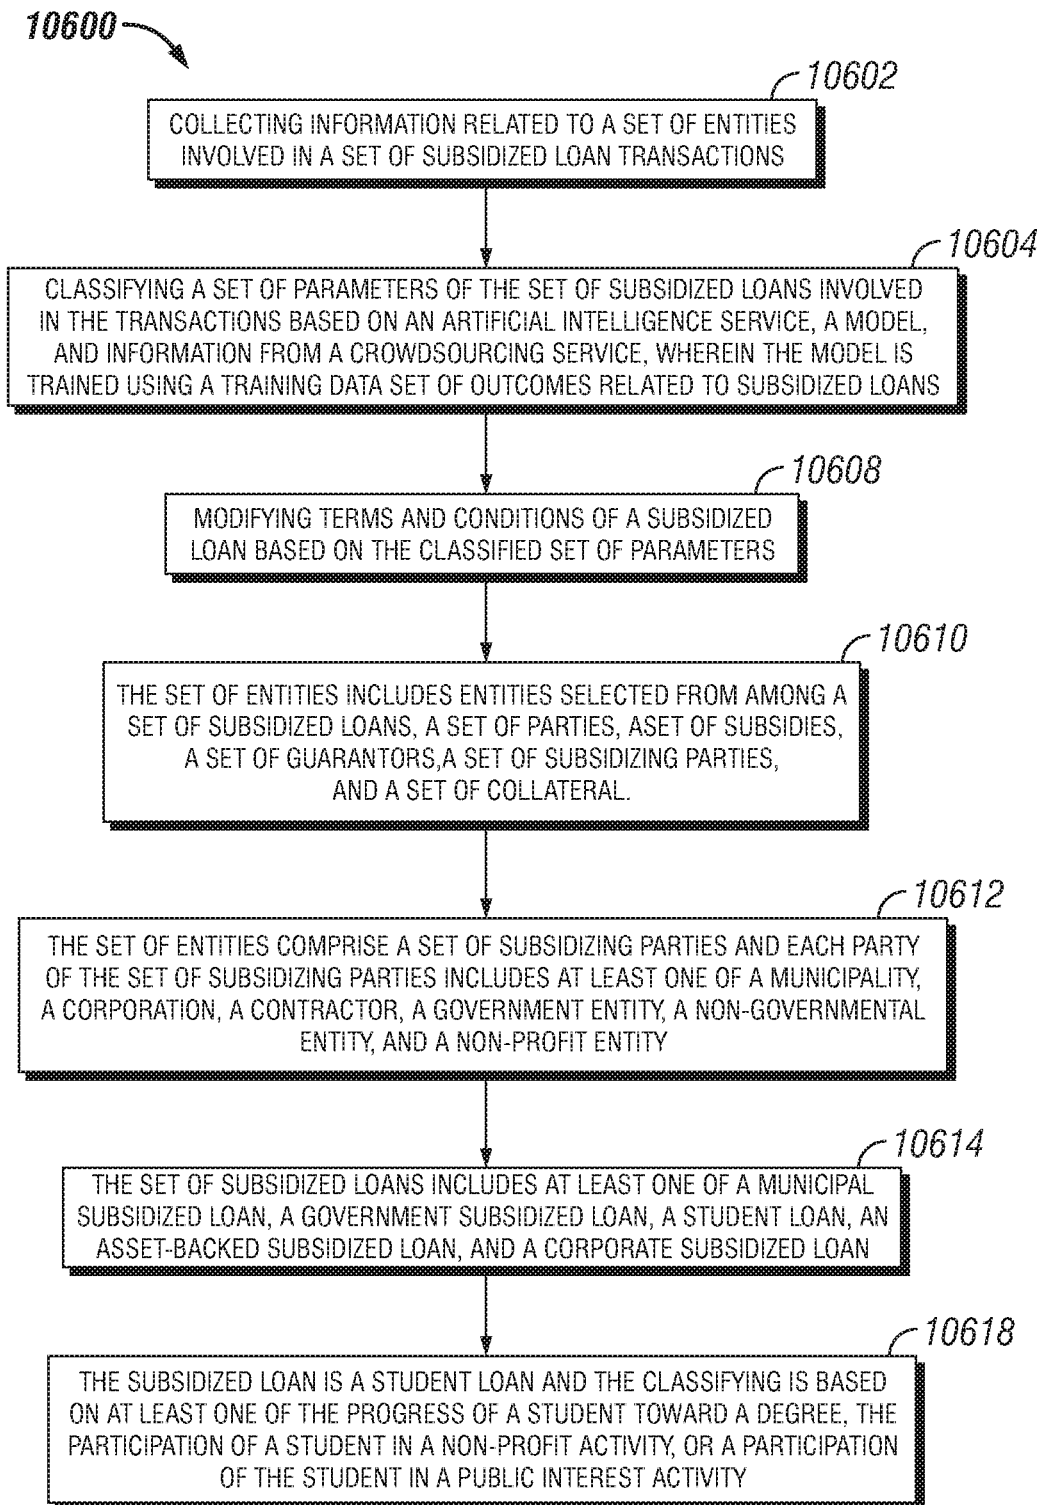 10600
10602
COLLECTING INFORMATION RELATED TO A SET OF ENTITIES
INVOLVED IN A SET OF SUBSIDIZED LOAN TRANSACTIONS
10604
CLASSIFYING A SET OF PARAMETERS OF THE SET OF SUBSIDIZED LOANS INVOLVED
IN THE TRANSACTIONS BASED ON AN ARTIFICIAL INTELLIGENCE SERVICE, A MODEL,
AND INFORMATION FROM A CROWDSOURCING SERVICE, WHEREIN THE MODEL IS
TRAINED USING A TRAINING DATA SET OF OUTCOMES RELATED TO SUBSIDIZED LOANS
10608
MODIFYING TERMS AND CONDITIONS OF A SUBSIDIZED
LOAN BASED ON THE CLASSIFIED SET OF PARAMETERS
10610
THE SET OF ENTITIES INCLUDES ENTITIES SELECTED FROM AMONG A
SET OF SUBSIDIZED LOANS, A SET OF PARTIES, ASET OF SUBSIDIES,
A SET OF GUARANTORS,A SET OF SUBSIDIZING PARTIES,
AND A SET OF COLLATERAL.
10612
THE SET OF ENTITIES COMPRISE A SET OF SUBSIDIZING PARTIES AND EACH PARTY
OF THE SET OF SUBSIDIZING PARTIES INCLUDES AT LEAST ONE OF A MUNICIPALITY,
A CORPORATION, A CONTRACTOR, A GOVERNMENT ENTITY, A NON-GOVERNMENTAL
ENTITY, AND A NON-PROFIT ENTITY
10614
THE SET OF SUBSIDIZED LOANS INCLUDES AT LEAST ONE OF A MUNICIPAL
SUBSIDIZED LOAN, A GOVERNMENT SUBSIDIZED LOAN, A STUDENT LOAN, AN
ASSET-BACKED SUBSIDIZED LOAN, AND A CORPORATE SUBSIDIZED LOAN
10618
THE SUBSIDIZED LOAN IS A STUDENT LOAN AND THE CLASSIFYING IS BASED
ON AT LEAST ONE OF THE PROGRESS OF A STUDENT TOWARD A DEGREE, THE
PARTICIPATION OF A STUDENT IN A NON-PROFIT ACTIVITY, OR A PARTICIPATION
OF THE STUDENT IN A PUBLIC INTEREST ACTIVITY